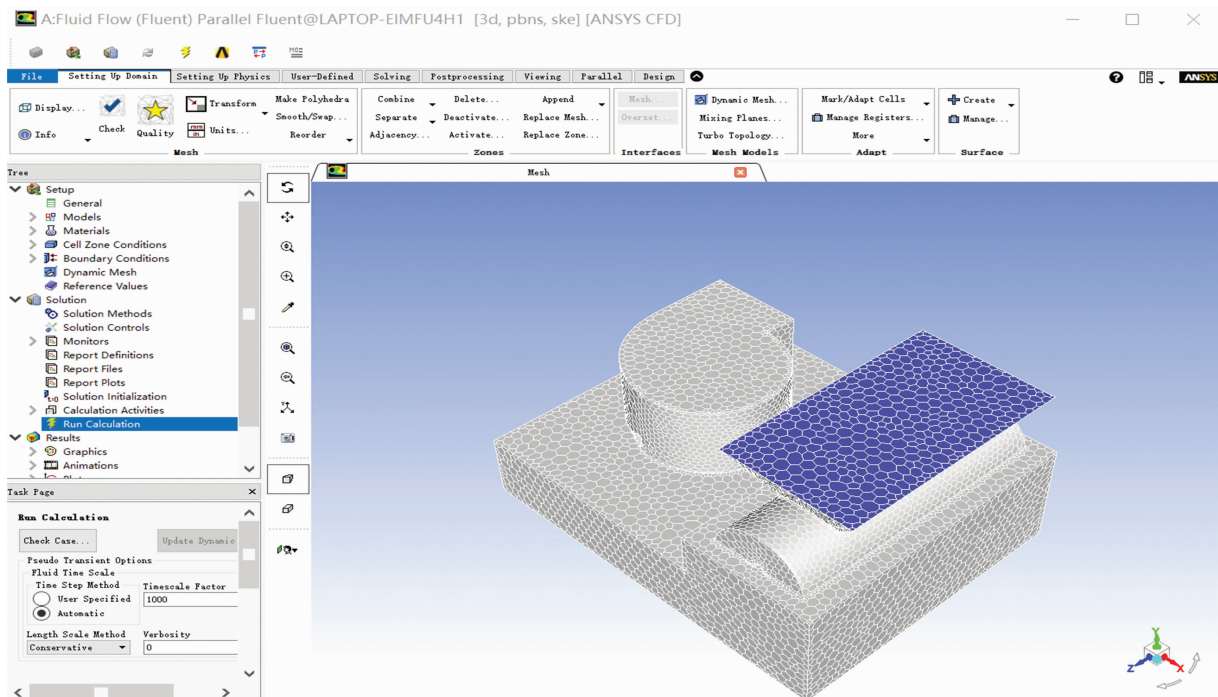 A:Fluid Flow (Fluent) Parallel Fluent@LAPTOP-EIMFU4H1 [3d, pbns, ske] [ANSYS CFD]
File Setting Up Domain Setting Up Physics User-Defined Solving Postprocessing Viewing Parallel Design ANSYS
Display... Check Quality Transform Make Polyhedra Combine Delete... Append Mesh... Dynamic Mesh... Mark/Adapt Cells Create
Smooth/Swap... Separate Deactivate... Replace Mesh... Overset... Mixing Planes... Manage Registers... Manage...
Info Units... Reorder Adjacency... Activate... Replace Zone... Turbo Topology... More
Mesh Zones Interfaces Mesh Models Adapt Surface
Tree
Mesh
Setup
General
Models
Materials
Cell Zone Conditions
Boundary Conditions
Dynamic Mesh
Reference Values
Solution
Solution Methods
Solution Controls
Monitors
Report Definitions
Report Files
Report Plots
Solution Initialization
Calculation Activities
Run Calculation
Results
Graphics
Animations
Task Page
Run Calculation
Check Case... Update Dynamic
Pseudo Transient Options
Fluid Time Scale
Time Step Method Timescale Factor
User Specified 1000
Automatic
Length Scale Method Verbosity
Conservative 0
Y
Z X